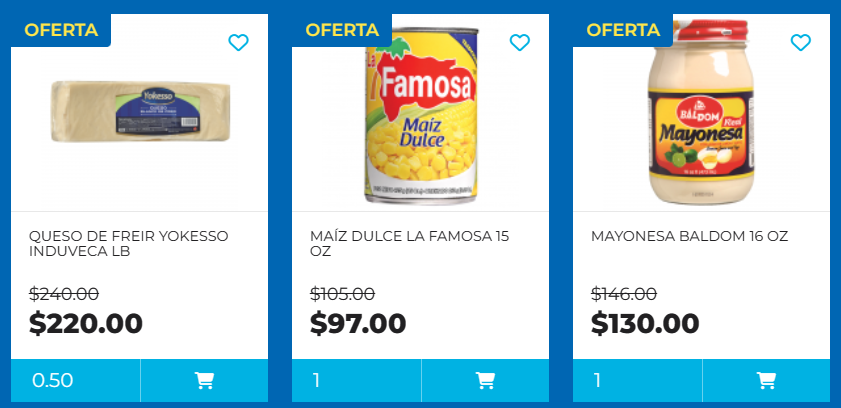 OFERTA
OFERTA
OFERTA
Yokesso
La
Famosa
Maíz
Dulce
BALDOM
Real
Mayonesa
QUESO DE FREIR YOKESSO
INDUVECA LB
$240.00
$220.00
0.50
MAÍZ DULCE LA FAMOSA 15
OZ
$105.00
$97.00
1
MAYONESA BALDOM 16 OZ
$146.00
$130.00
1